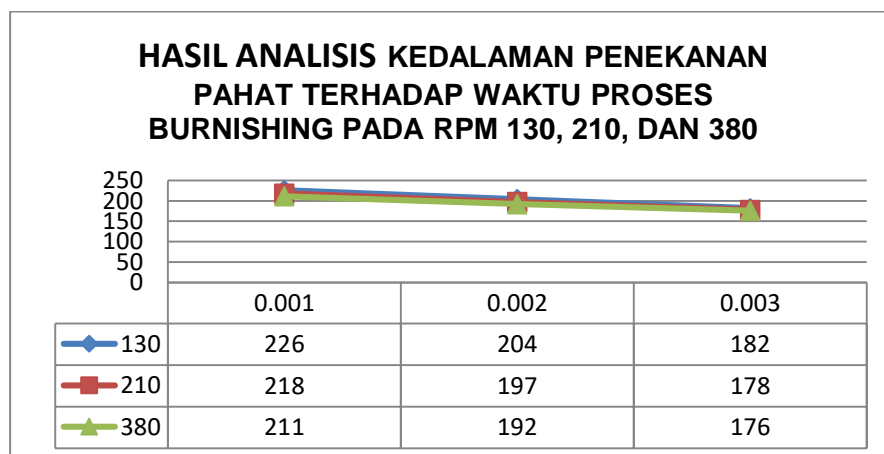 HASIL ANALISIS KEDALAMAN PENEKANAN
PAHAT TERHADAP WAKTU PROSES
BURNISHING PADA RPM 130, 210, DAN 380
250
200
150
100
50
0
0.001 0.002 0.003
130 226 204 182
210 218 197 178
380 211 192 176